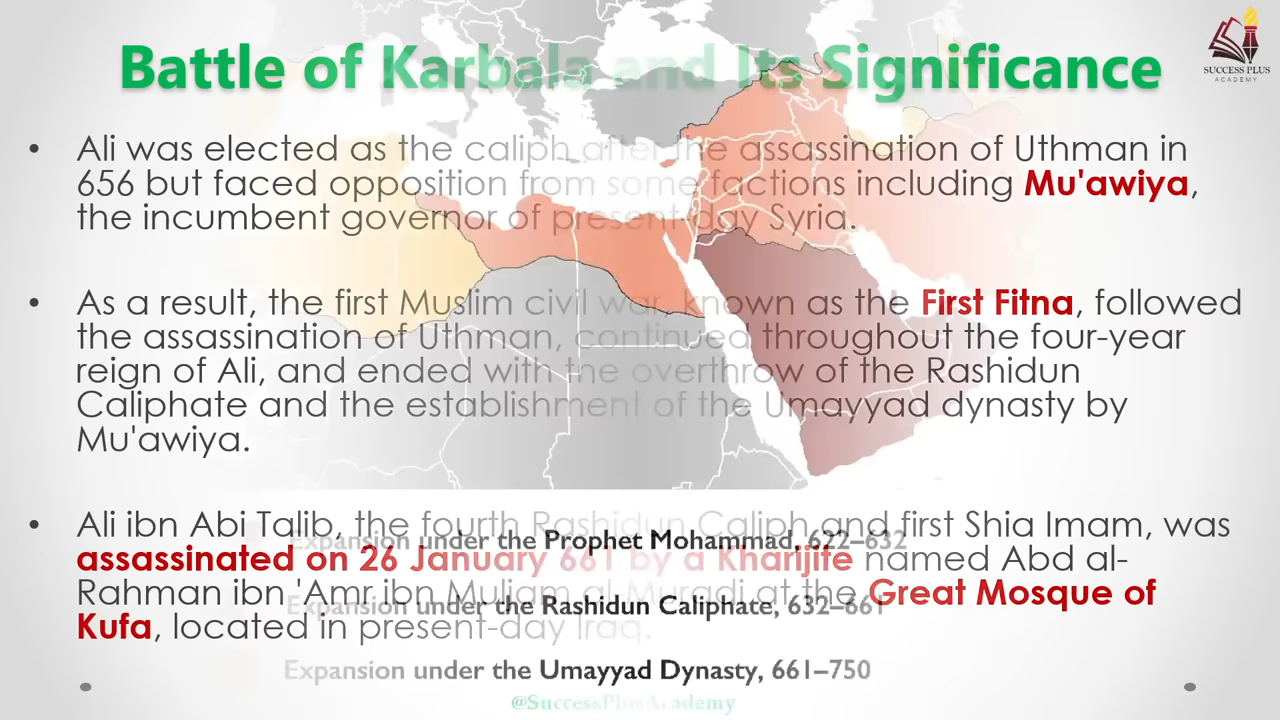 Battle of Karbala and Its Significance
SUCCESS PLUS
ACADEMY
• Ali was elected as the caliph after the assassination of Uthman in
656 but faced opposition from some factions including Mu'awiya,
the incumbent governor of present-day Syria.
• As a result, the first Muslim civil war, known as the First Fitna, followed
the assassination of Uthman, continued throughout the four-year
reign of Ali, and ended with the overthrow of the Rashidun
Caliphate and the establishment of the Umayyad dynasty by
Mu'awiya.
• Ali ibn Abi Talib, the fourth Rashidun Caliph and first Shia Imam, was
assassinated on 26 January 661 by a Kharijite named Abd al-
Rahman ibn 'Amr ibn Muljam al-Muradi at the Great Mosque of
Kufa, located in present-day Iraq.
Expansion under the Prophet Mohammad, 622–632
Expansion under the Rashidun Caliphate, 632–661
Expansion under the Umayyad Dynasty, 661–750
@SuccessPlusAcademy